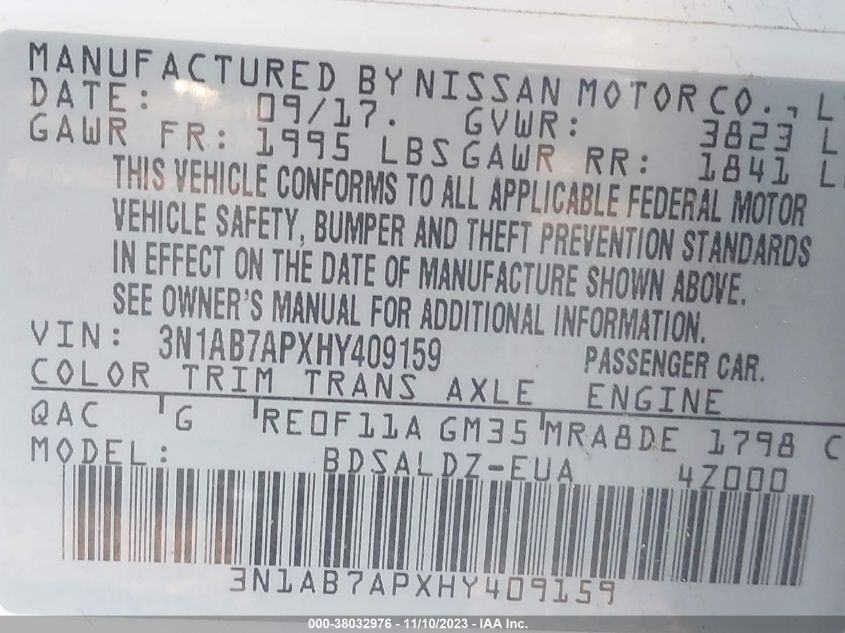 MANUFACTURED BY NISSAN MOTOR CO., L
DATE: 09/17. GVWR: 3823 L
GAWR FR: 1995 LBS GAWR RR: 1841 L
THIS VEHICLE CONFORMS TO ALL APPLICABLE FEDERAL MOTOR
VEHICLE SAFETY, BUMPER AND THEFT PREVENTION STANDARDS
IN EFFECT ON THE DATE OF MANUFACTURE SHOWN ABOVE.
SEE OWNER'S MANUAL FOR ADDITIONAL INFORMATION.
VIN: 3N1AB7APXHY409159 PASSENGER CAR.
COLOR TRIM TRANS AXLE ENGINE
QAC G RE0F11A GM35 MRA8DE 1798 C
MODEL: BDSALDZ-EUA 4Z000
3N1AB7APXHY409159
000-38032976 - 11/10/2023 - IAA Inc.